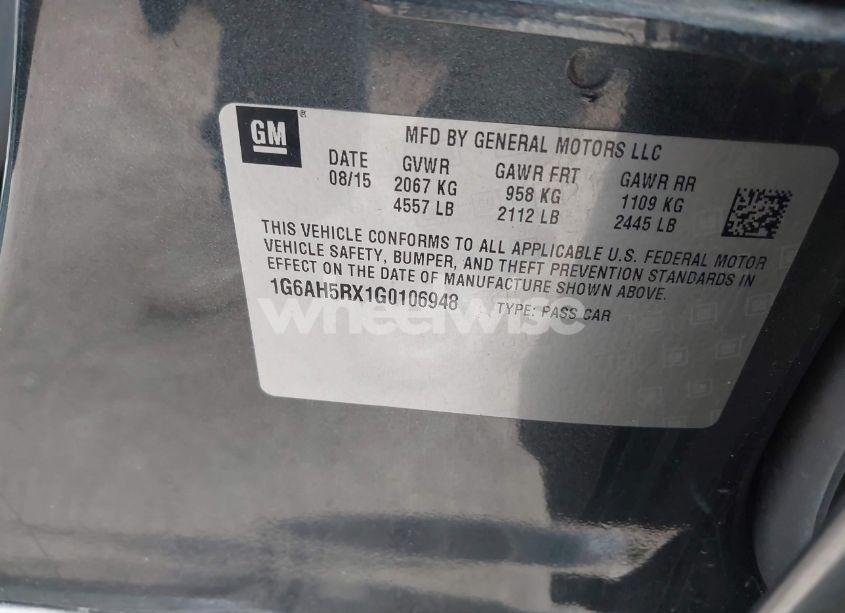 GM ®
MFD BY GENERAL MOTORS LLC
DATE GVWR GAWR FRT GAWR RR
08/15 2067 KG 958 KG 1109 KG
4557 LB 2112 LB 2445 LB
THIS VEHICLE CONFORMS TO ALL APPLICABLE U.S. FEDERAL MOTOR
VEHICLE SAFETY, BUMPER, AND THEFT PREVENTION STANDARDS IN
EFFECT ON THE DATE OF MANUFACTURE SHOWN ABOVE.
1G6AH5RX1G0106948 TYPE: PASS CAR
wheelwise